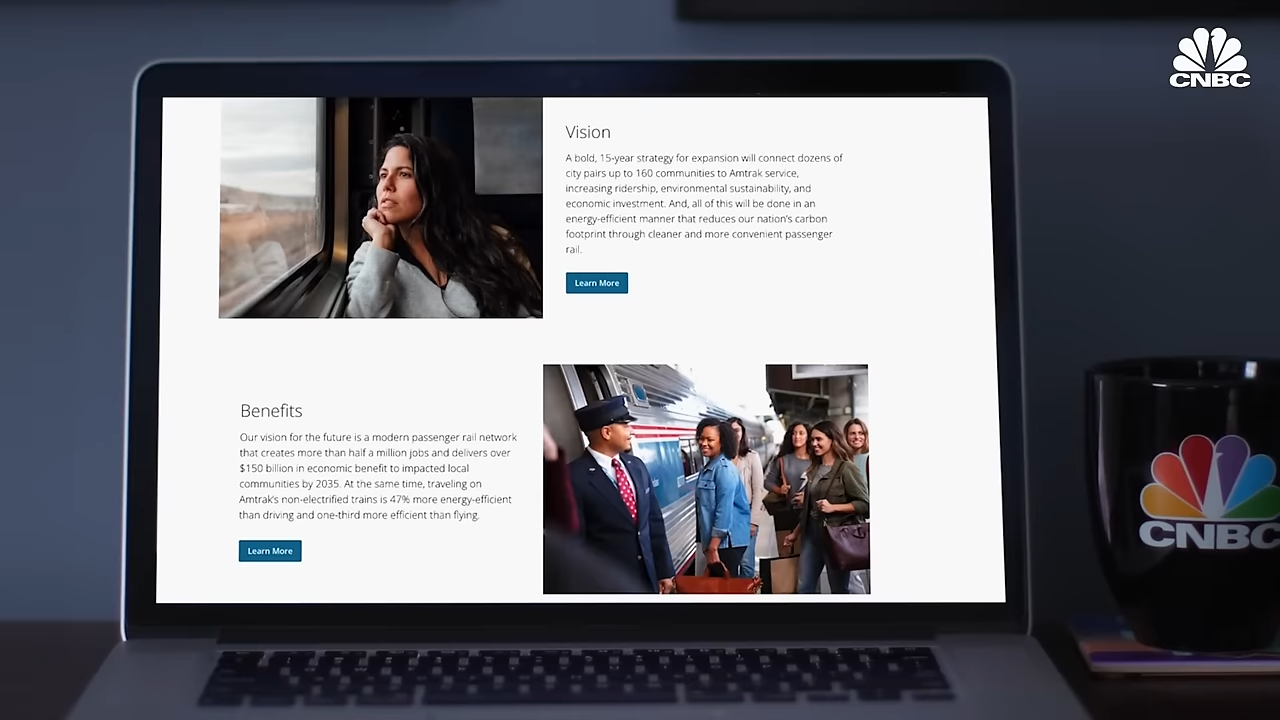 CNBC
Vision
A bold, 15-year strategy for expansion will connect dozens of
city pairs up to 160 communities to Amtrak service,
increasing ridership, environmental sustainability, and
economic investment. And, all of this will be done in an
energy-efficient manner that reduces our nation's carbon
footprint through cleaner and more convenient passenger
rail.
Learn More
Benefits
Our vision for the future is a modern passenger rail network
that creates more than half a million jobs and delivers over
$150 billion in economic benefit to impacted local
communities by 2035. At the same time, traveling on
Amtrak's non-electrified trains is 47% more energy-efficient
than driving and one-third more efficient than flying.
Learn More
CNBC